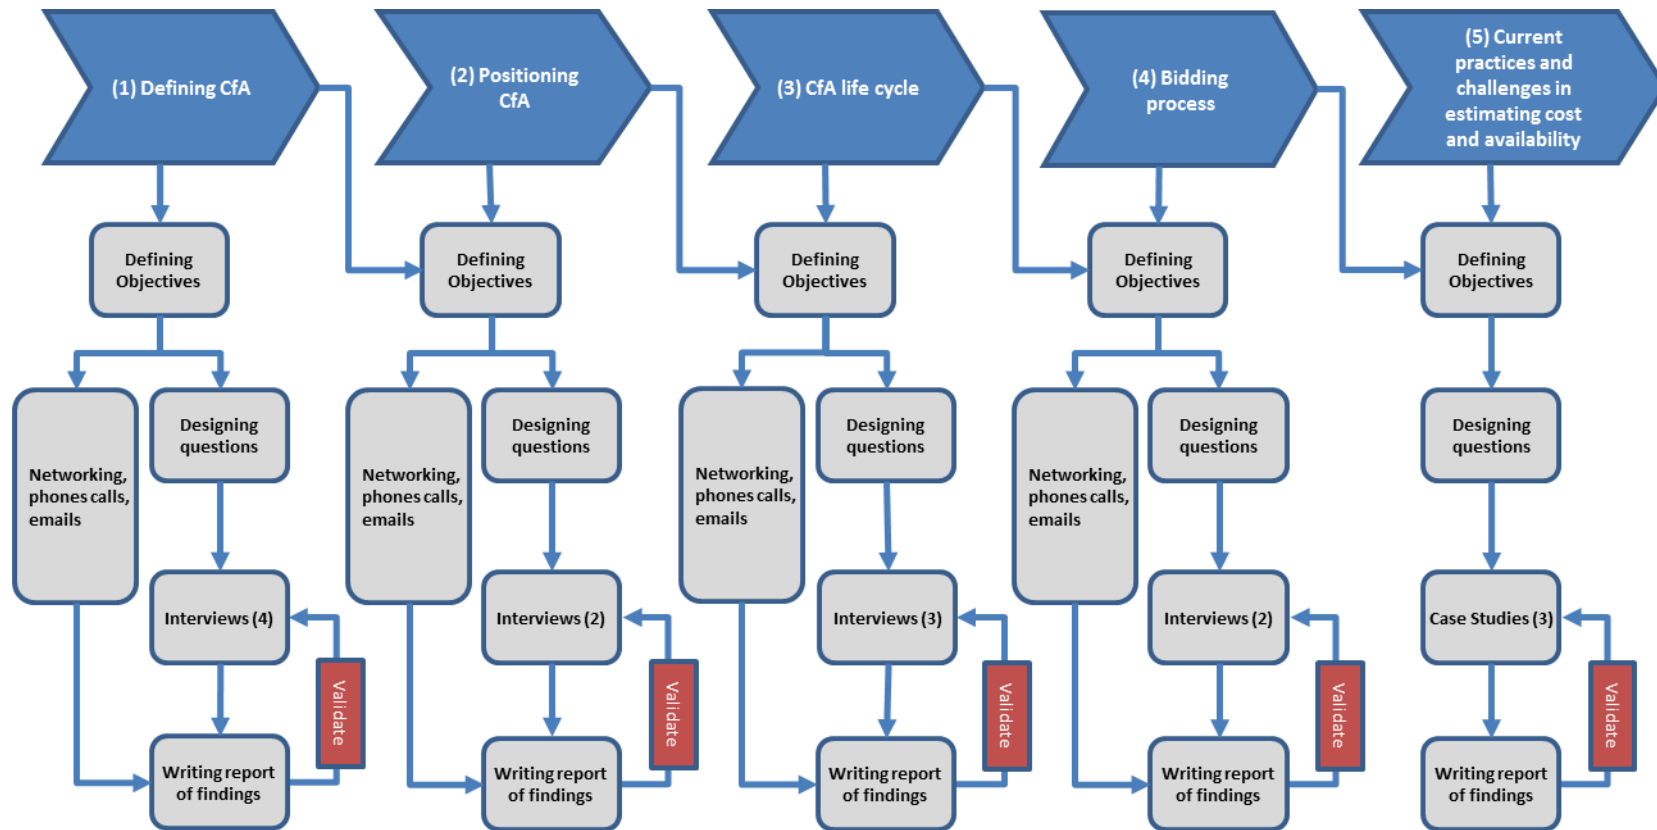 (1) Defining CfA
(2) Positioning
CfA
(3) CfA life cycle
(4) Bidding
process
(5) Current
practices and
challenges in
estimating cost
and availability
Defining
Objectives
Defining
Objectives
Defining
Objectives
Defining
Objectives
Defining
Objectives
Networking,
phones calls,
emails
Designing
questions
Networking,
phones calls,
emails
Designing
questions
Networking,
phones calls,
emails
Designing
questions
Networking,
phones calls,
emails
Designing
questions
Designing
questions
Interviews (4)
Interviews (2)
Interviews (3)
Interviews (2)
Case Studies (3)
Validate
Validate
Validate
Validate
Validate
Writing report
of findings
Writing report
of findings
Writing report
of findings
Writing report
of findings
Writing report
of findings